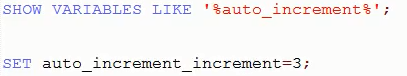 SHOW VARIABLES LIKE '%auto_increment%';
SET auto_increment_increment=3;